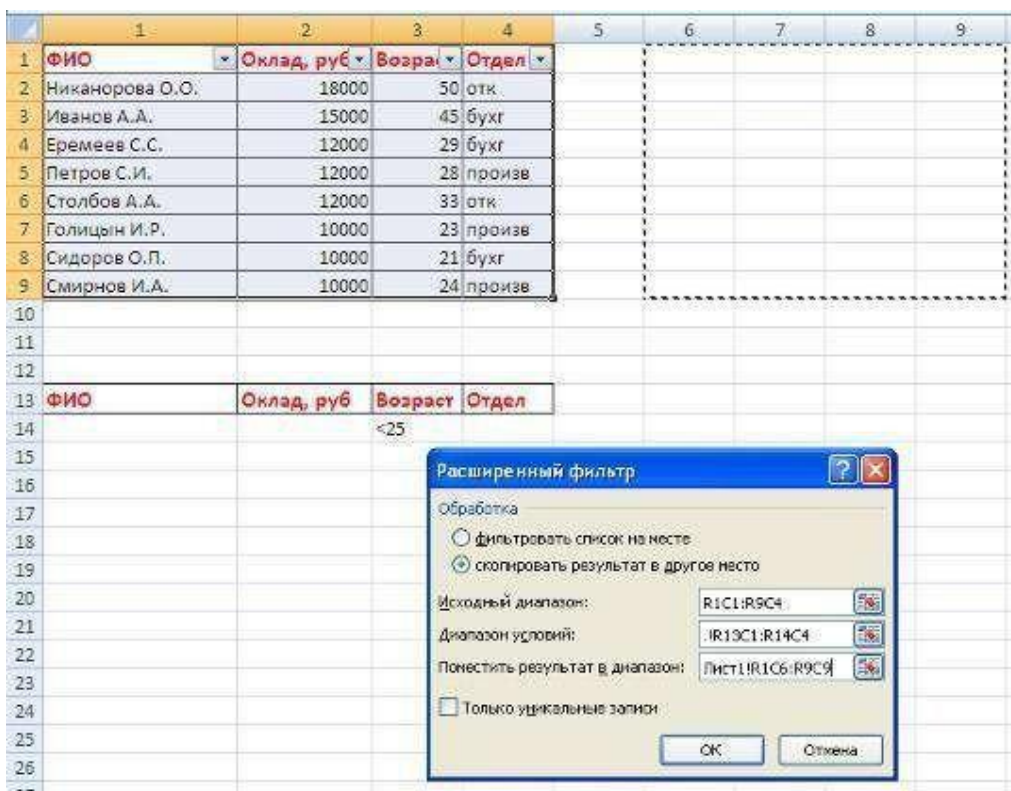 1 2 3 4 5 6 7 8 9
1 ФИО Оклад, руб Возра Отдел
2 Никанорова О.О. 18000 50 отк
3 Иванов А.А. 15000 45 бухг
4 Еремеев С.С. 12000 29 бухг
5 Петров С.И. 12000 28 произв
6 Столбов А.А. 12000 33 отк
7 Голицын И.Р. 10000 23 произв
8 Сидоров О.П. 10000 21 бухг
9 Смирнов И.А. 10000 24 произв
10
11
12
13 ФИО Оклад, руб Возраст Отдел
14 <25
15
16
17
18
19
20
21
22
23
24
25
26
Расширенный фильтр
Обработка
фильтровать список на месте
скопировать результат в другое место
Исходный диапазон: R1C1:R9C4
Диапазон условий: !R13C1:R14C4
Поместить результат в диапазон: Лист1!R1C6:R9C9
Только уникальные записи
ОК Отмена